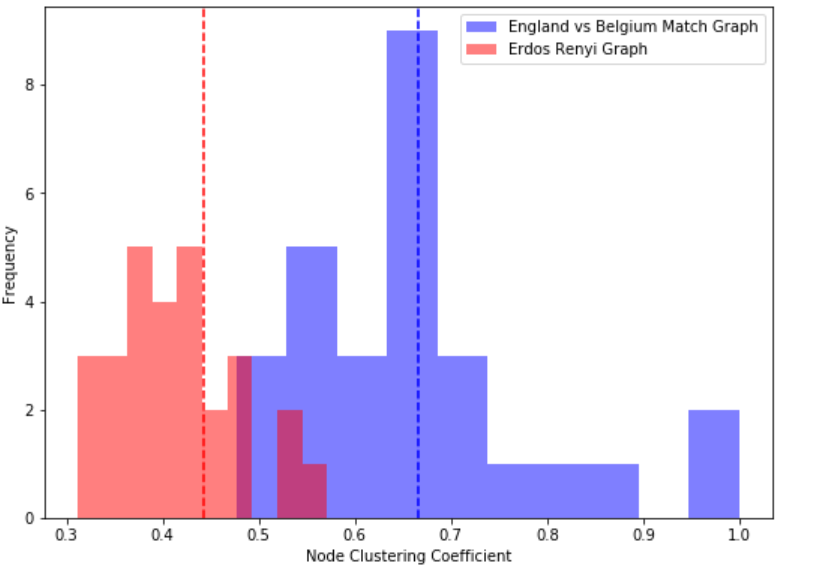 England vs Belgium Match Graph
Erdos Renyi Graph
8
6
4
2
0
Frequency
0.3 0.4 0.5 0.6 0.7 0.8 0.9 1.0
Node Clustering Coefficient